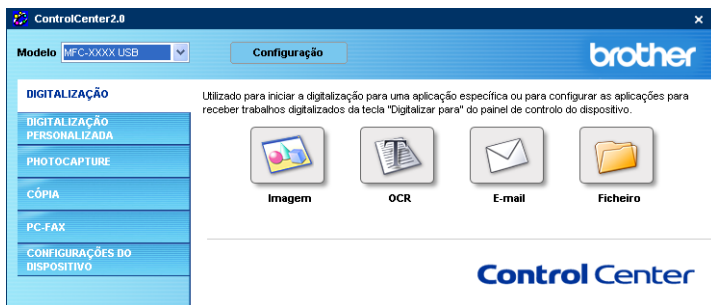 ControlCenter2.0
Modelo MFC-XXXX USB Configuração brother
DIGITALIZAÇÃO
DIGITALIZAÇÃO
PERSONALIZADA
PHOTOCAPTURE
CÓPIA
PC-FAX
CONFIGURAÇÕES DO
DISPOSITIVO
Utilizado para iniciar a digitalização para uma aplicação específica ou para configurar as aplicações para
receber trabalhos digitalizados da tecla "Digitalizar para" do painel de controlo do dispositivo.
Imagem OCR E-mail Ficheiro
Control Center